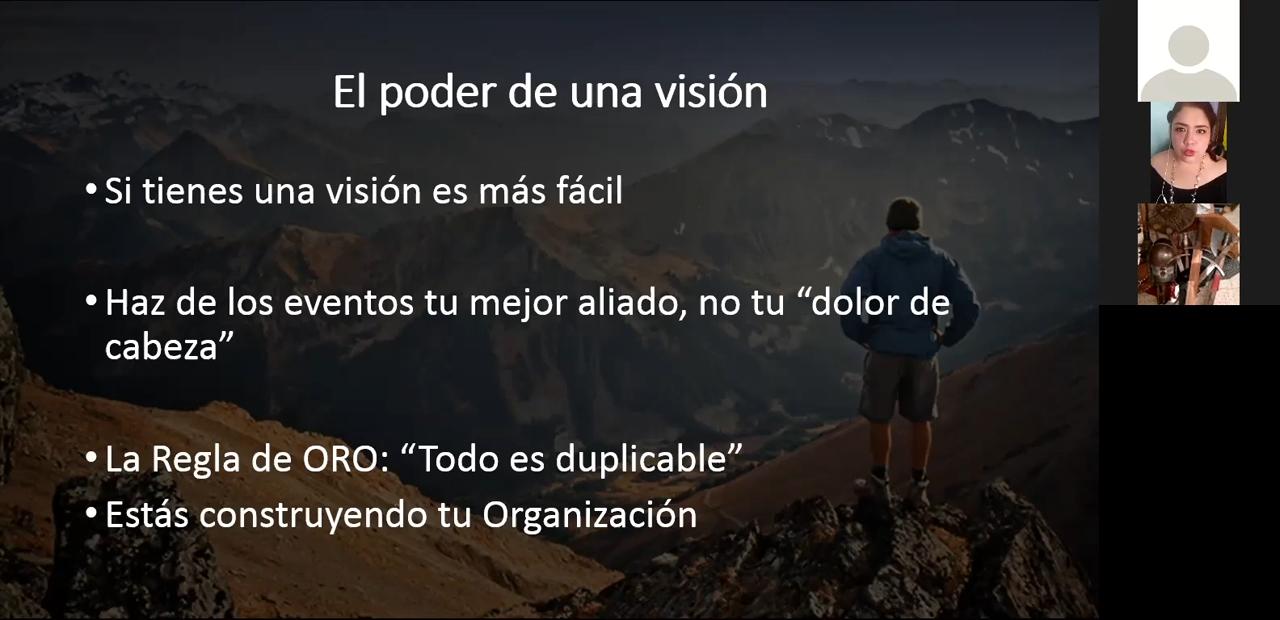 El poder de una visión
• Si tienes una visión es más fácil
• Haz de los eventos tu mejor aliado, no tu “dolor de
cabeza”
• La Regla de ORO: “Todo es duplicable”
• Estás construyendo tu Organización